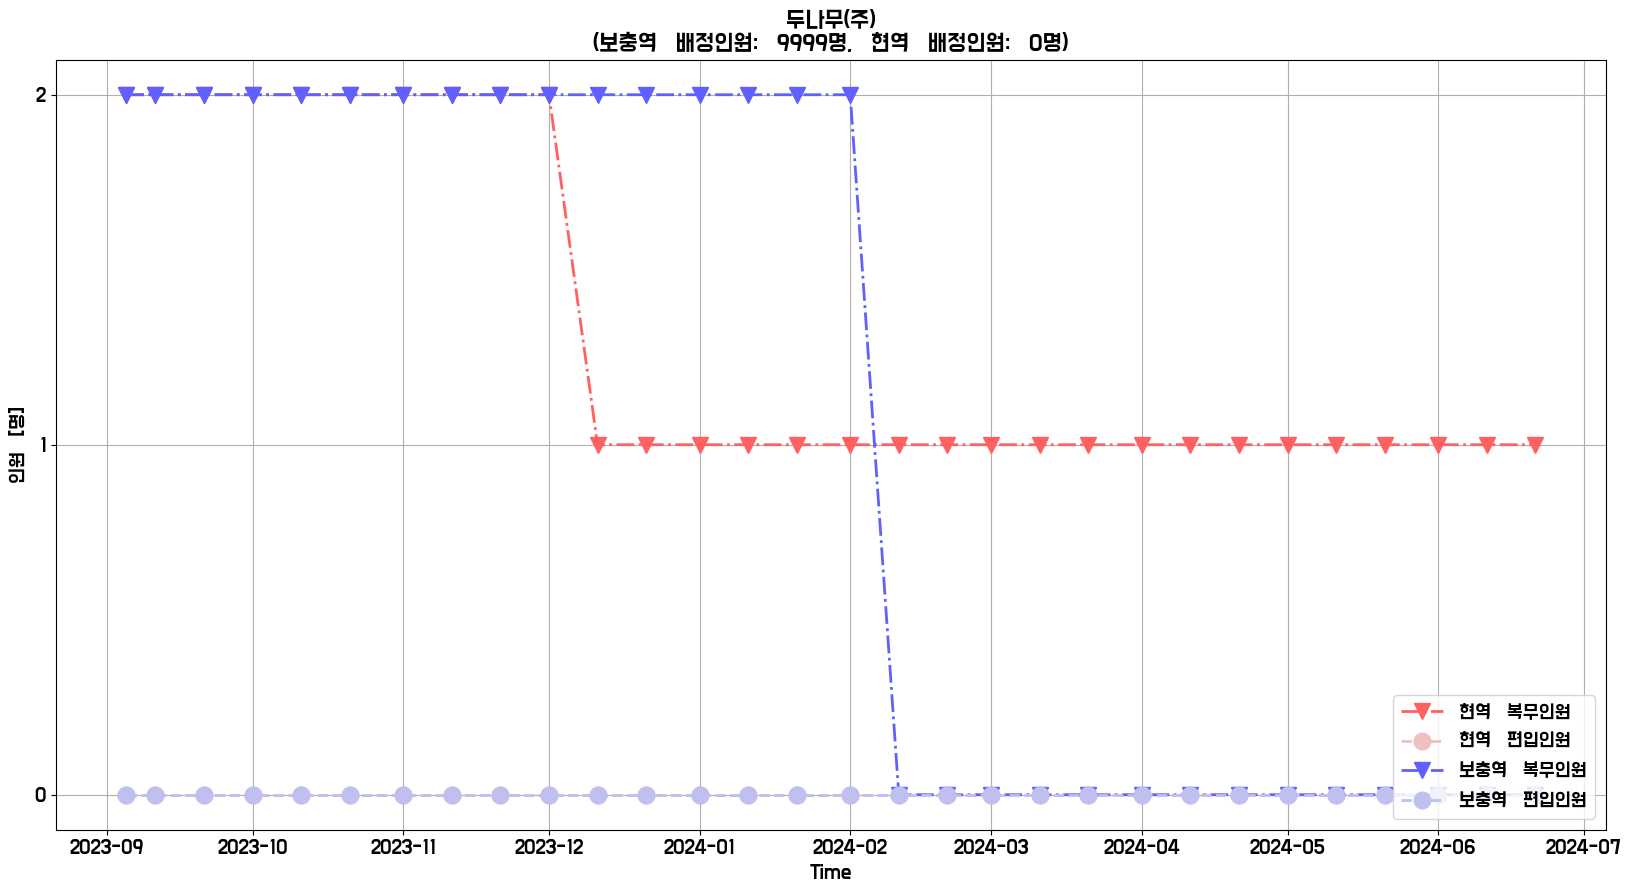 두나무(주)
(보충역 배정인원: 9999명, 현역 배정인원: 0명)
인원 [명]
2
1
0
2023-09 2023-10 2023-11 2023-12 2024-01 2024-02 2024-03 2024-04 2024-05 2024-06 2024-07
Time
현역 복무인원
현역 편입인원
보충역 복무인원
보충역 편입인원